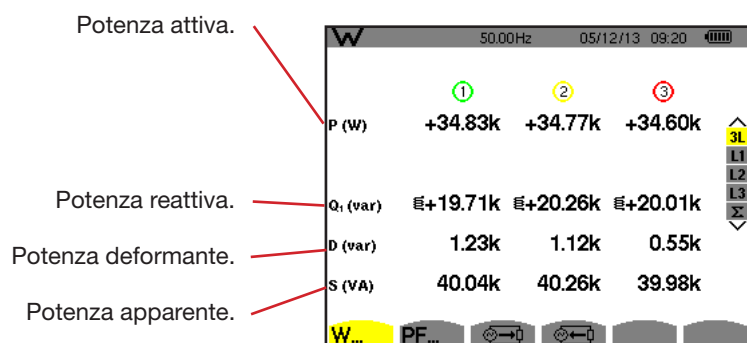 Potenza attiva.
W 50.00Hz 05/12/13 09:20
1 2 3
P (W) +34.83k +34.77k +34.60k
3L
L1
L2
L3
Σ
Potenza reattiva.
Q₁ (var) +19.71k +20.26k +20.01k
Potenza deformante.
D (var) 1.23k 1.12k 0.55k
S (VA) 40.04k 40.26k 39.98k
Potenza apparente.
W... PF...